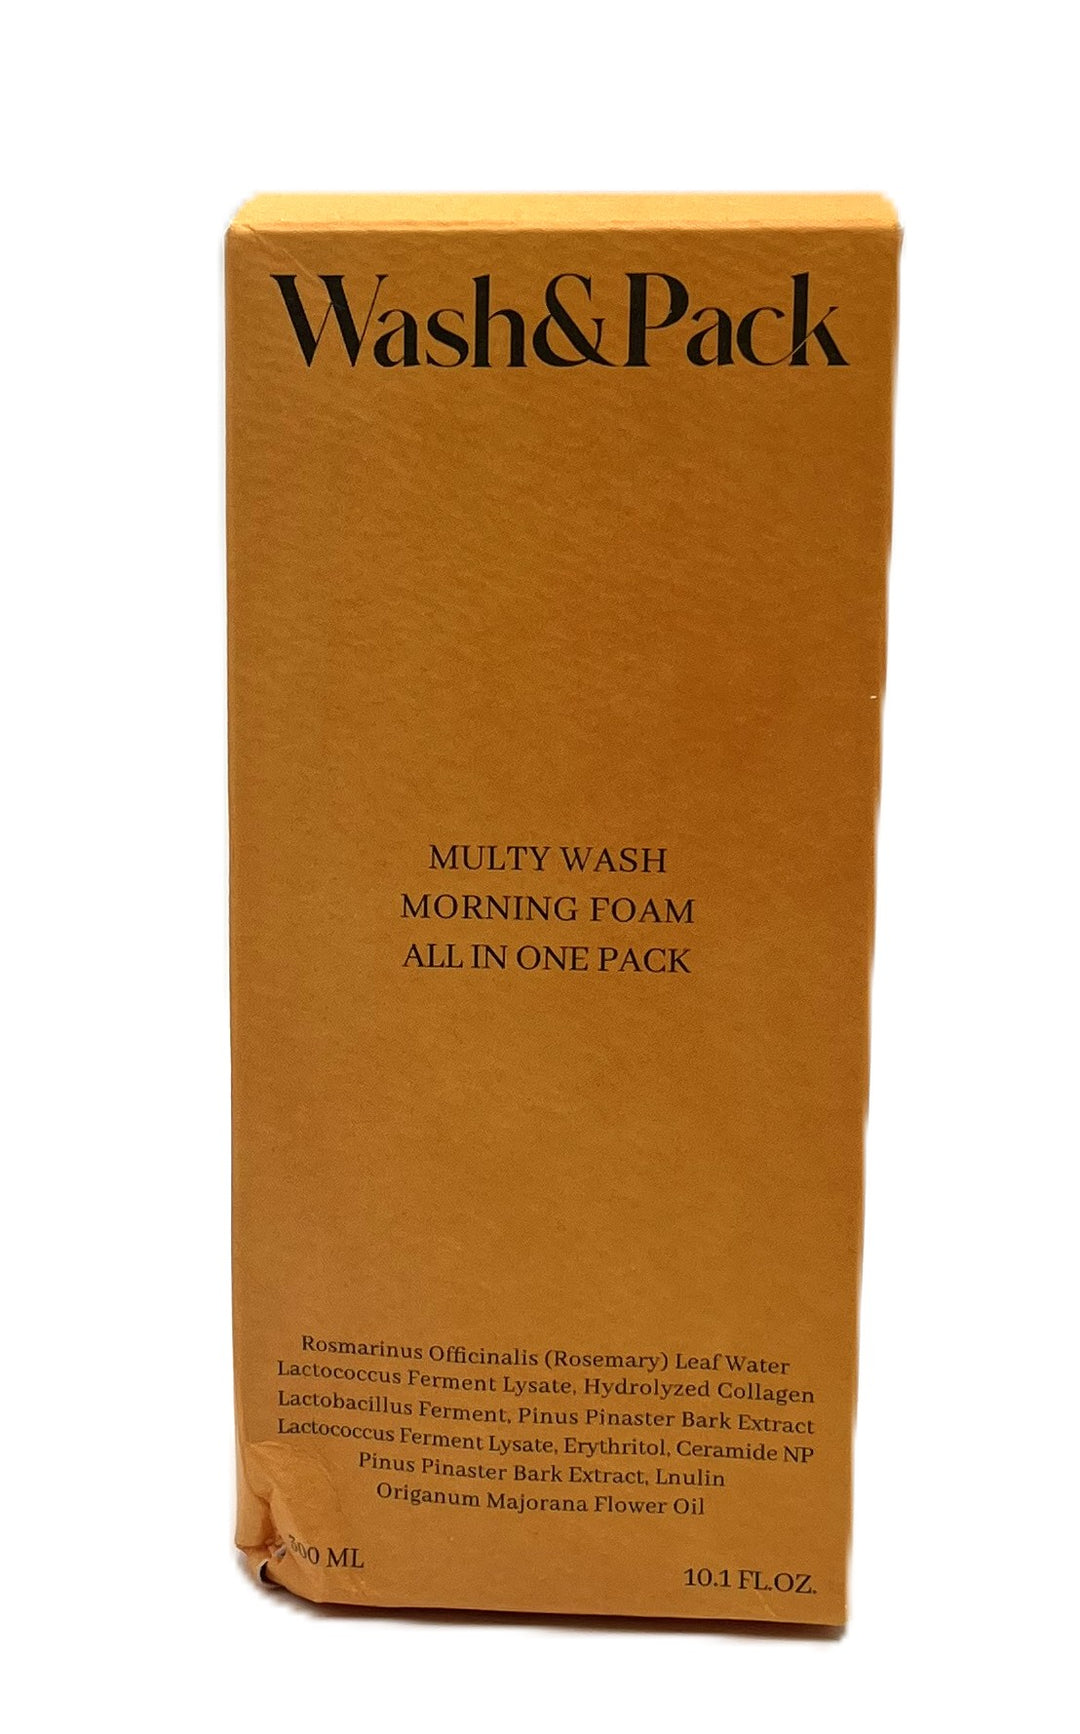 Wash&Pack
MULTY WASH
MORNING FOAM
ALL IN ONE PACK
Rosmarinus Officinalis (Rosemary) Leaf Water
Lactococcus Ferment Lysate, Hydrolyzed Collagen
Lactobacillus Ferment, Pinus Pinaster Bark Extract
Lactococcus Ferment Lysate, Erythritol, Ceramide NP
Pinus Pinaster Bark Extract, Lnulin
Origanum Majorana Flower Oil
300 ML
10.1 FL.OZ.